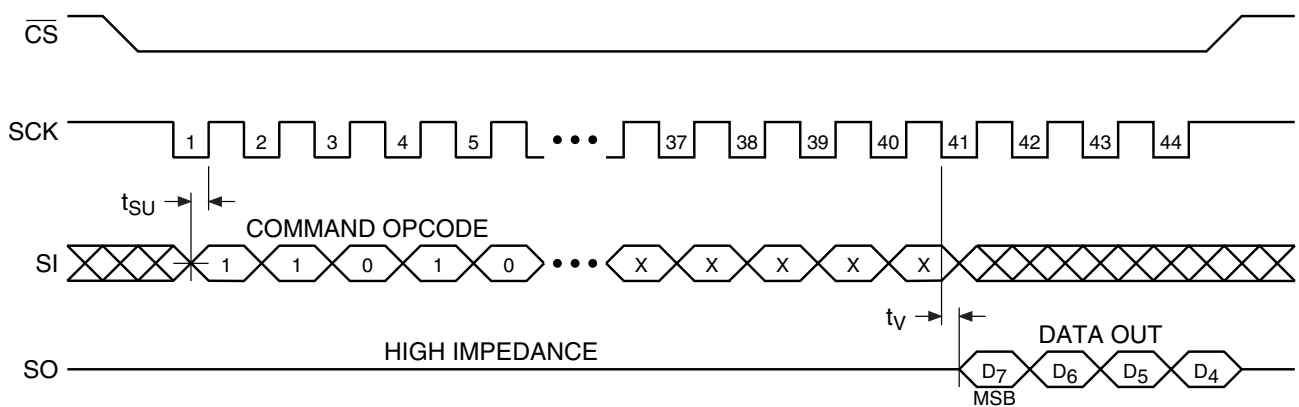 CS
SCK 1 2 3 4 5 ••• 37 38 39 40 41 42 43 44
tSU
COMMAND OPCODE
SI 1 1 0 1 0 ••• X X X X X
tV
HIGH IMPEDANCE DATA OUT
SO D7 D6 D5 D4
MSB